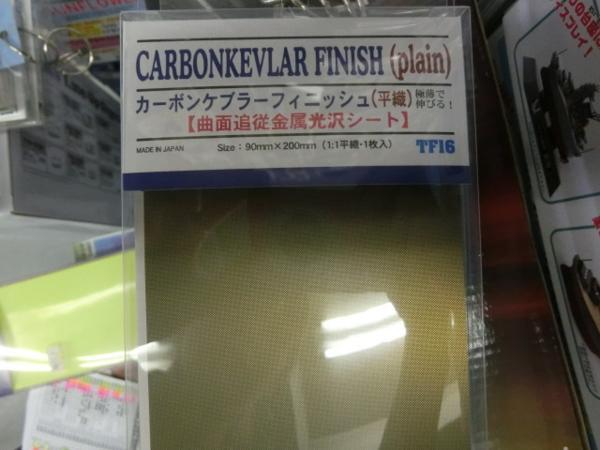 CARBONKEVLAR FINISH (plain)
カーボンケブラーフィニッシュ(平織) 極薄で伸びる!
【曲面追従金属光沢シート】
MADE IN JAPAN Size : 90mm×200mm (1:1平織・1枚入) TF16